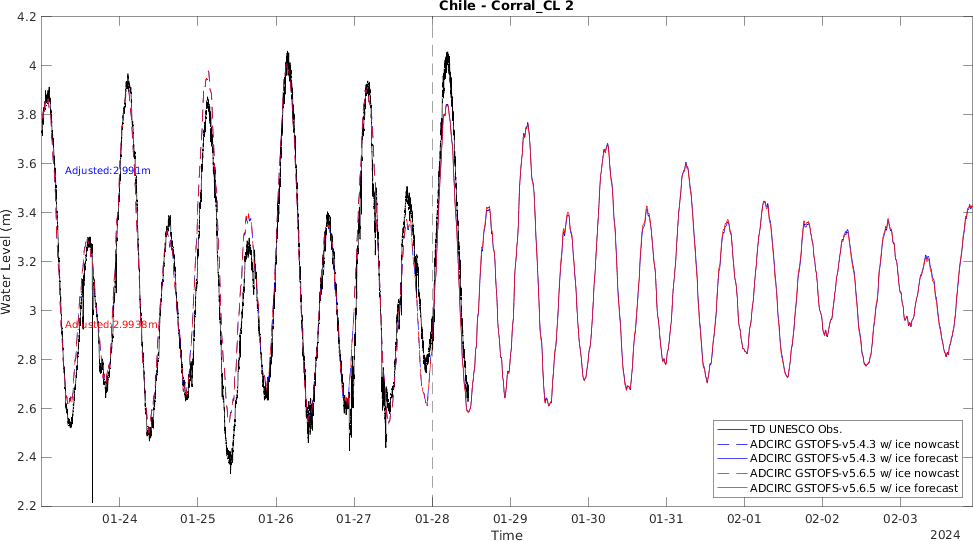 Chile - Corral_CL 2
4.2
4
3.8
3.6
3.4
3.2
3
2.8
2.6
2.4
2.2
Water Level (m)
Adjusted:2.991m
Adjusted:2.9938m
TD UNESCO Obs.
ADCIRC GSTOFS-v5.4.3 w/ ice nowcast
ADCIRC GSTOFS-v5.4.3 w/ ice forecast
ADCIRC GSTOFS-v5.6.5 w/ ice nowcast
ADCIRC GSTOFS-v5.6.5 w/ ice forecast
01-24 01-25 01-26 01-27 01-28 01-29 01-30 01-31 02-01 02-02 02-03
Time
2024